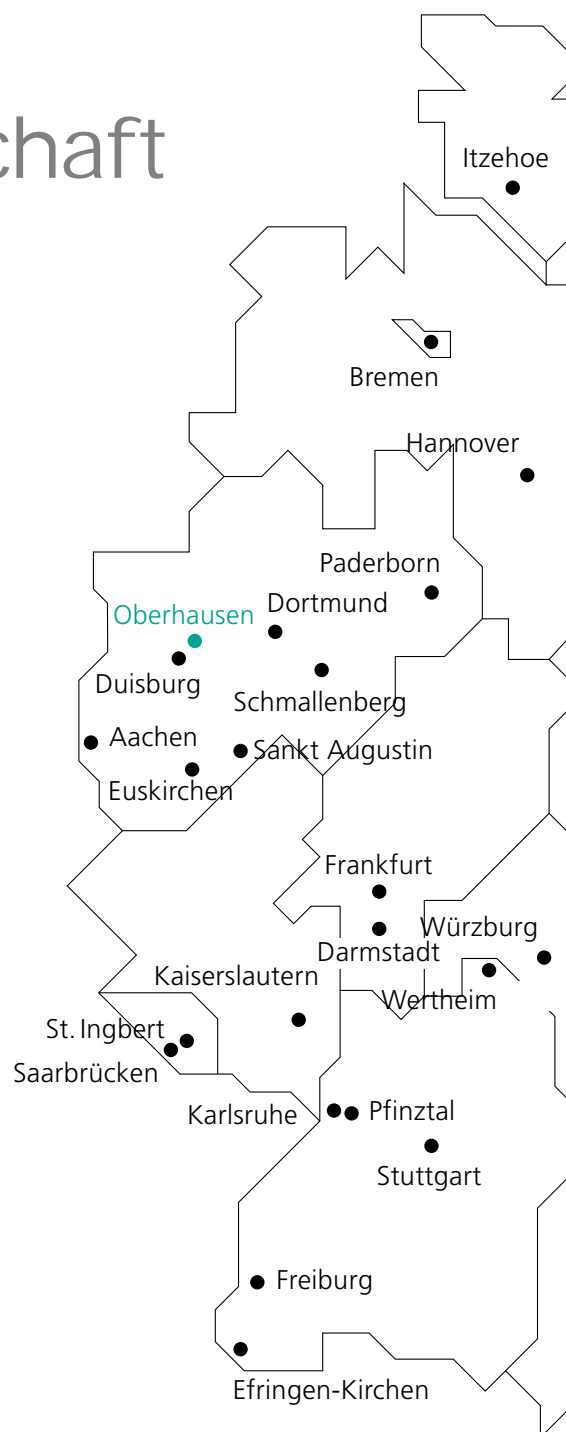 chaft
Itzehoe
Bremen
Hannover
Paderborn
Dortmund
Oberhausen
Duisburg
Schmallenberg
Aachen
Sankt Augustin
Euskirchen
Frankfurt
Darmstadt
Würzburg
Kaiserslautern
Wertheim
St. Ingbert
Saarbrücken
Karlsruhe
Pfinztal
Stuttgart
Freiburg
Efringen-Kirchen